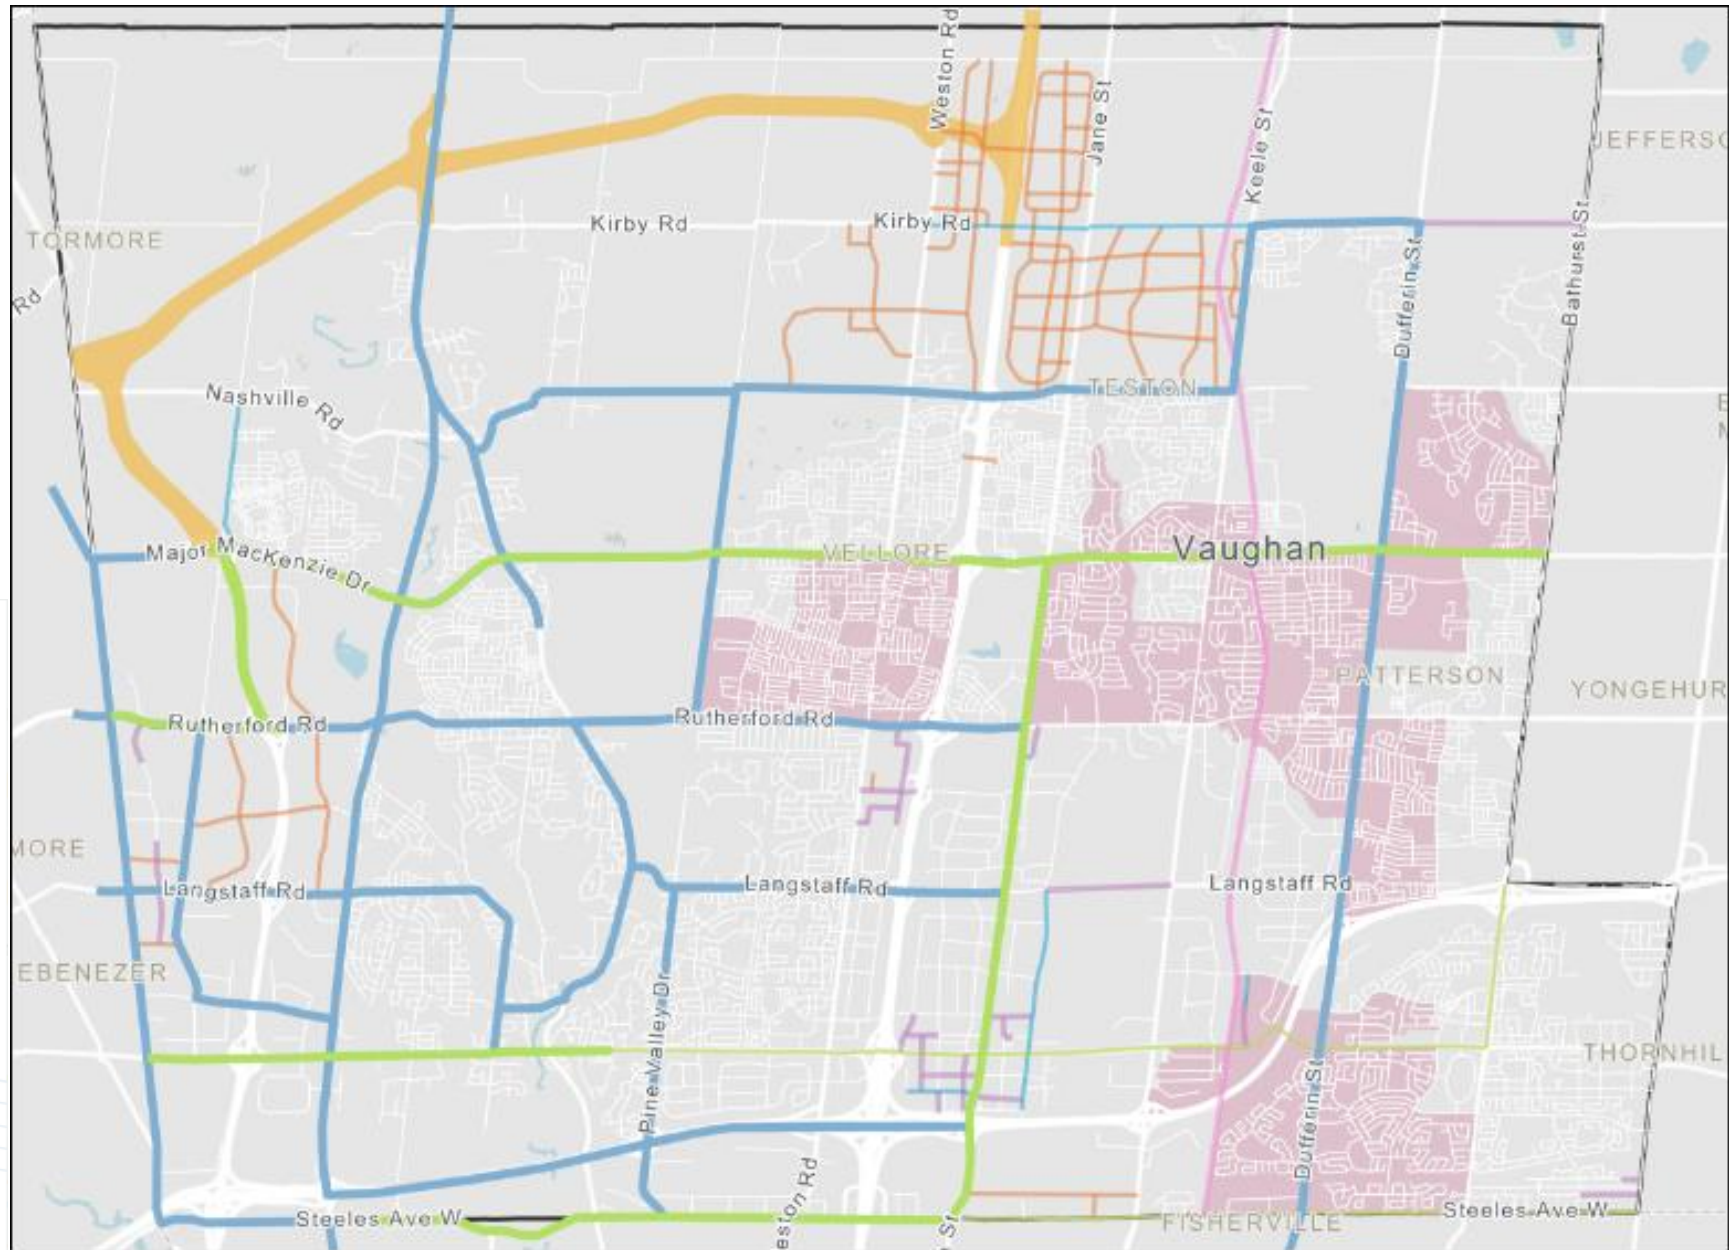 Weston Rd
JEFFERSO
Jane St
Keele St
Kirby Rd
Kirby Rd
TORMORE
Bathurst St
Rd
Dufferin St
TESTON
Nashville Rd
Major MacKenzie Dr
VELLORE
Vaughan
PATTERSON
YONGEHUR
Rutherford Rd
Rutherford Rd
MORE
Langstaff Rd
Langstaff Rd
Langstaff Rd
EBENEZER
Pine Valley Dr
THORNHIL
Dufferin St
eston Rd
Steeles Ave W
St
FISHERVILLE
Steeles Ave W